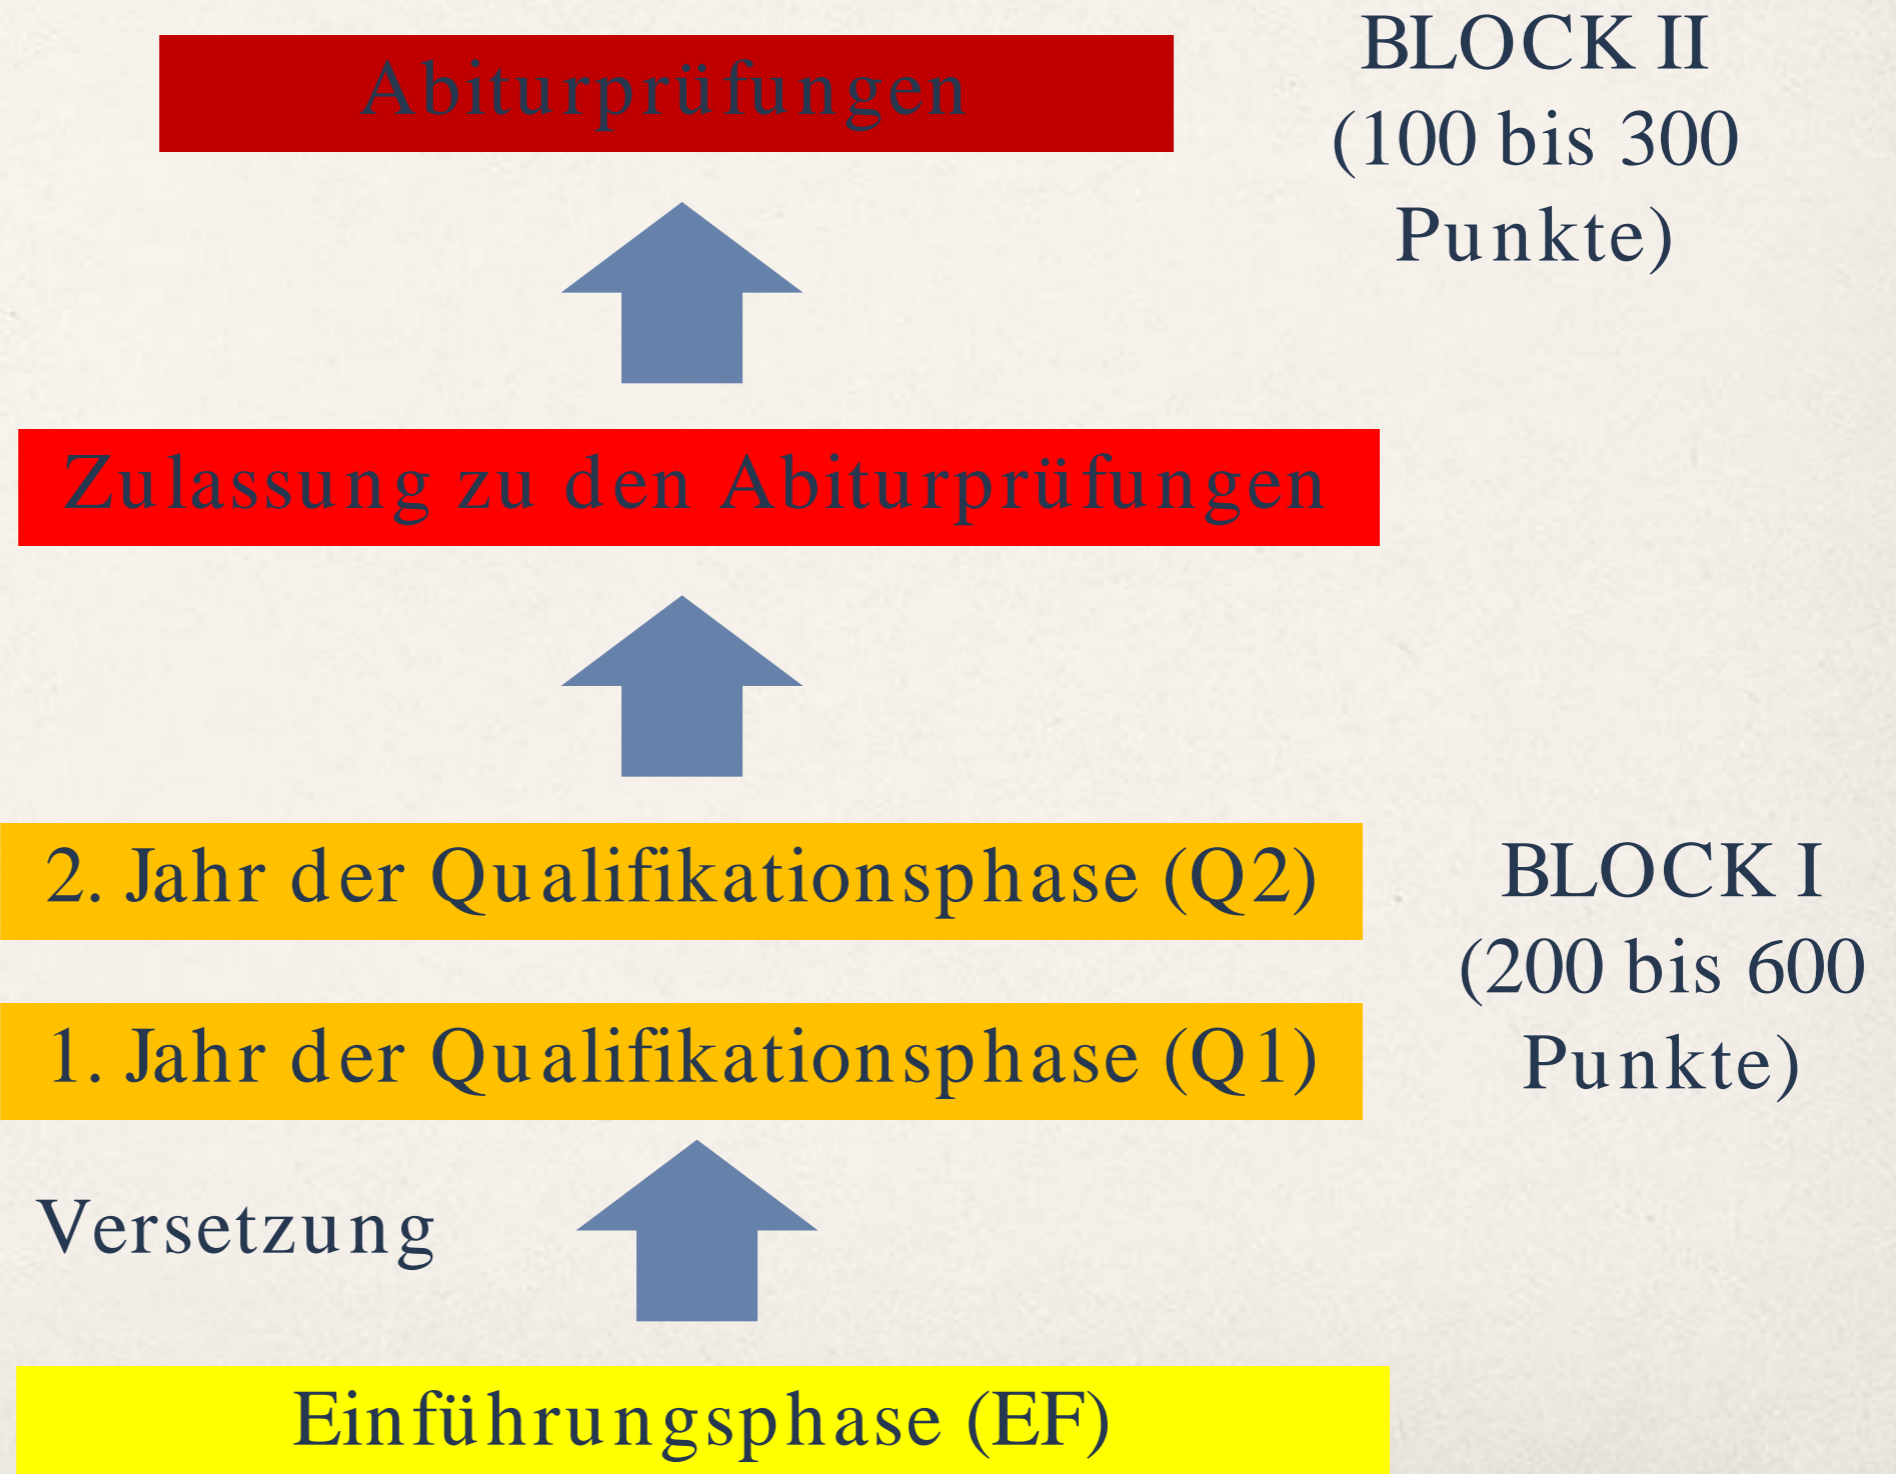 Abiturprüfungen
BLOCK II
(100 bis 300
Punkte)
Zulassung zu den Abiturprüfungen
2. Jahr der Qualifikationsphase (Q2)
1. Jahr der Qualifikationsphase (Q1)
BLOCK I
(200 bis 600
Punkte)
Versetzung
Einführungsphase (EF)